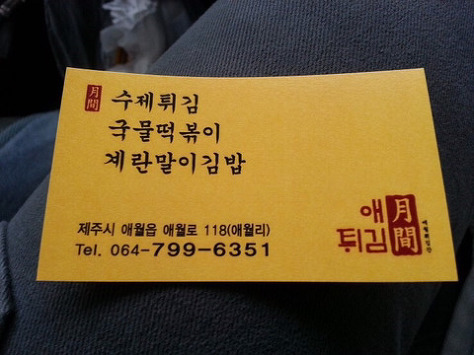 月間
수제튀김
국물떡볶이
계란말이김밥
제주시 애월읍 애월로 118(애월리)
Tel. 064-799-6351
애 月間
튀김